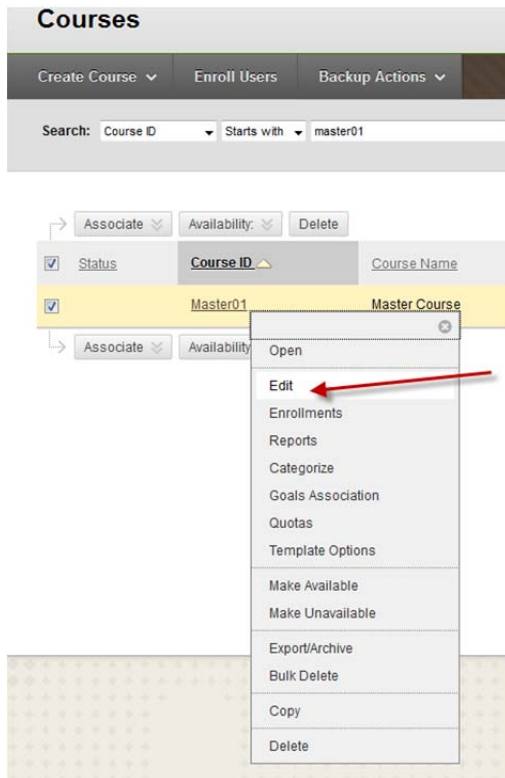 Courses
Create Course Enroll Users Backup Actions
Search: Course ID Starts with master01
Associate Availability: Delete
Status Course ID Course Name
Master01 Master Course
Associate Availability
Open
Edit
Enrollments
Reports
Categorize
Goals Association
Quotas
Template Options
Make Available
Make Unavailable
Export/Archive
Bulk Delete
Copy
Delete